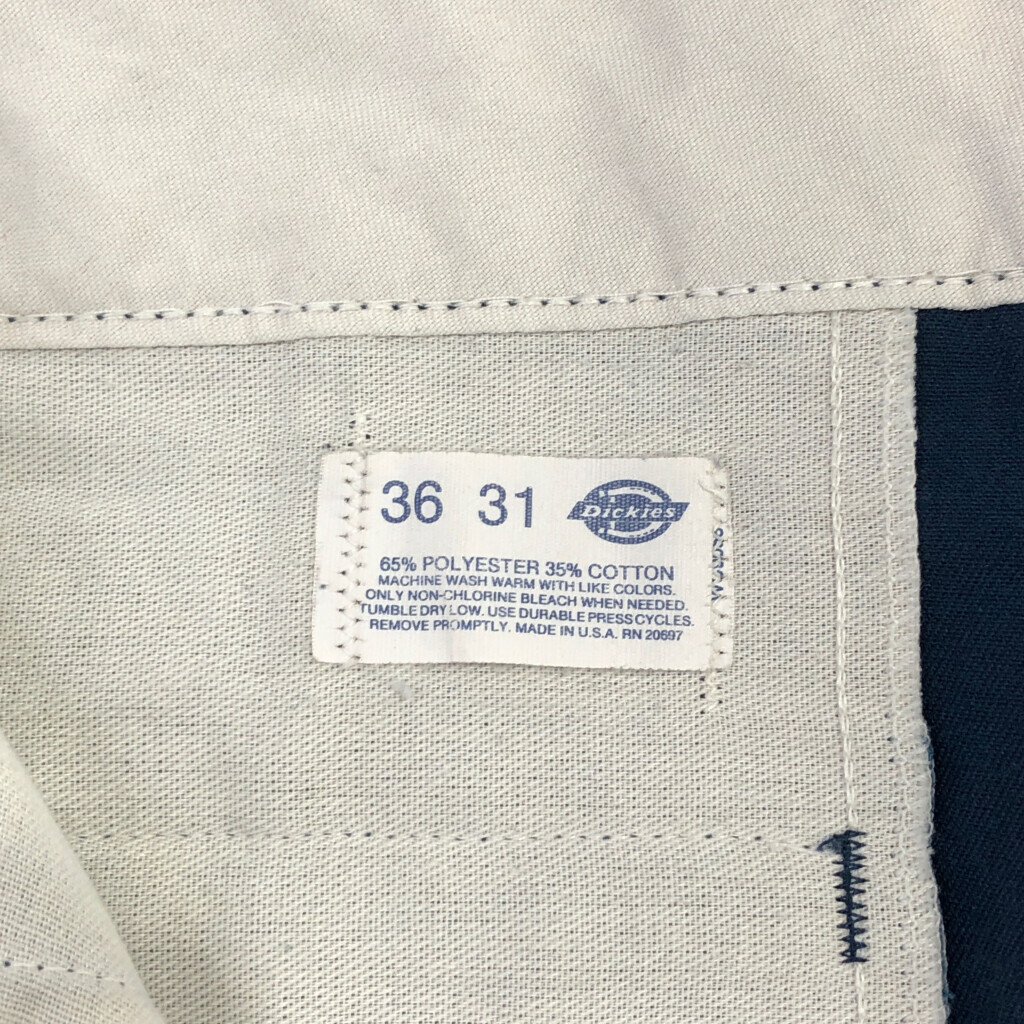 36 31 Dickies
65% POLYESTER 35% COTTON
MACHINE WASH WARM WITH LIKE COLORS.
ONLY NON-CHLORINE BLEACH WHEN NEEDED.
TUMBLE DRY LOW. USE DURABLE PRESS CYCLES.
REMOVE PROMPTLY. MADE IN U.S.A. RN 20697